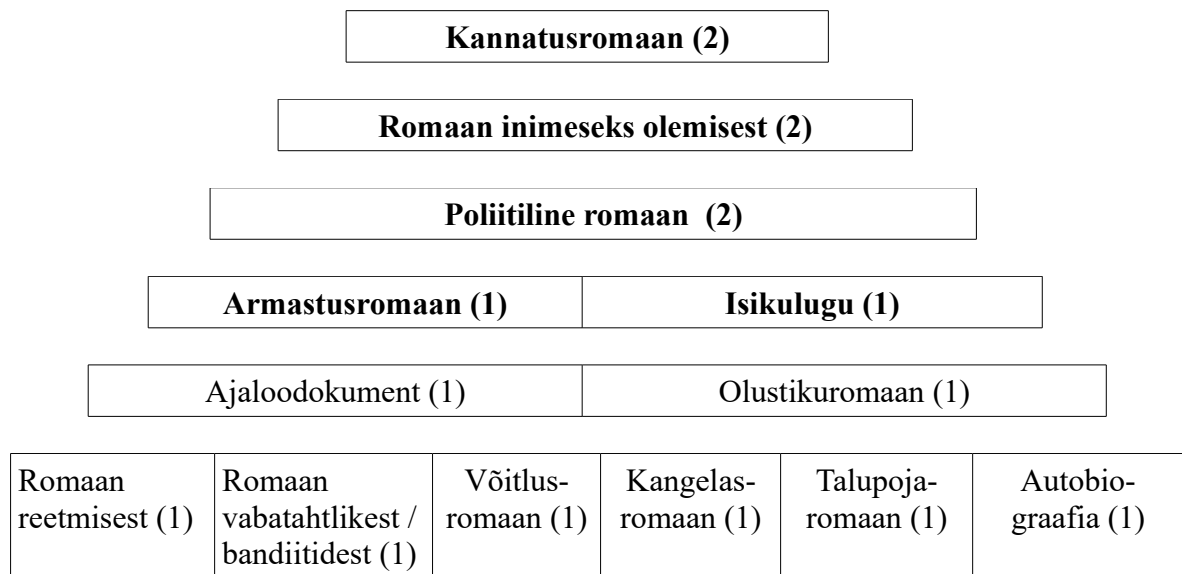 Kannatusromaan (2)
Romaan inimeseks olemisest (2)
Poliitiline romaan  (2)
Armastusromaan (1)
Isikulugu (1)
Ajaloodokument (1)
Olustikuromaan (1)
Romaan
reetmisest (1)
Romaan
vabatahtlikest /
bandiitidest (1)
Võitlus-
romaan (1)
Kangelas-
romaan (1)
Talupoja-
romaan (1)
Autobio-
graafia (1)